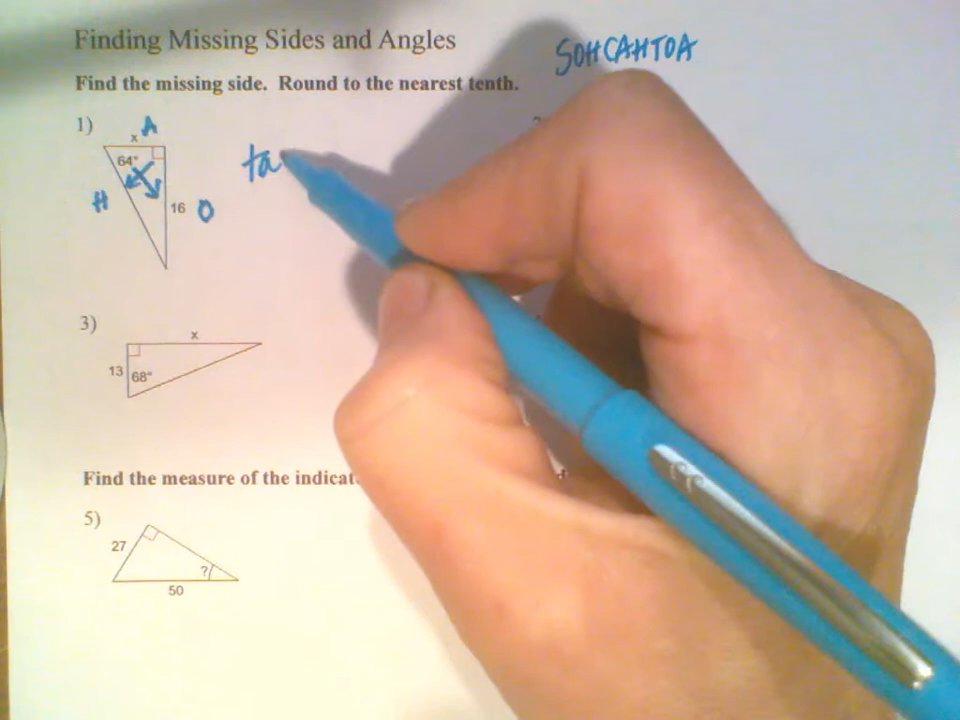 Finding Missing Sides and Angles
SOHCAHTOA
Find the missing side. Round to the nearest tenth.
1)
x A
64°
H
16 O
ta
3)
x
13 68°
Find the measure of the
5)
27
?
50